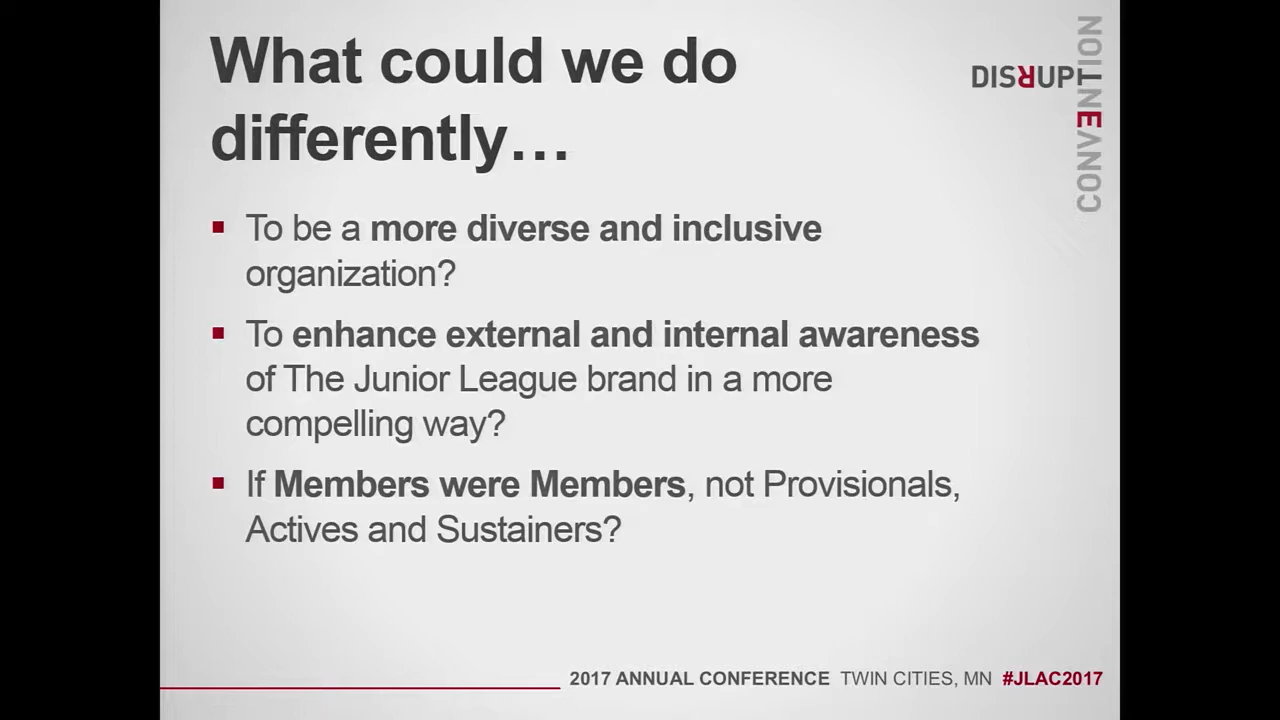 What could we do
differently…
DISRUPT
CONVENTION
▪ To be a more diverse and inclusive
organization?
▪ To enhance external and internal awareness
of The Junior League brand in a more
compelling way?
▪ If Members were Members, not Provisionals,
Actives and Sustainers?
2017 ANNUAL CONFERENCE TWIN CITIES, MN #JLAC2017